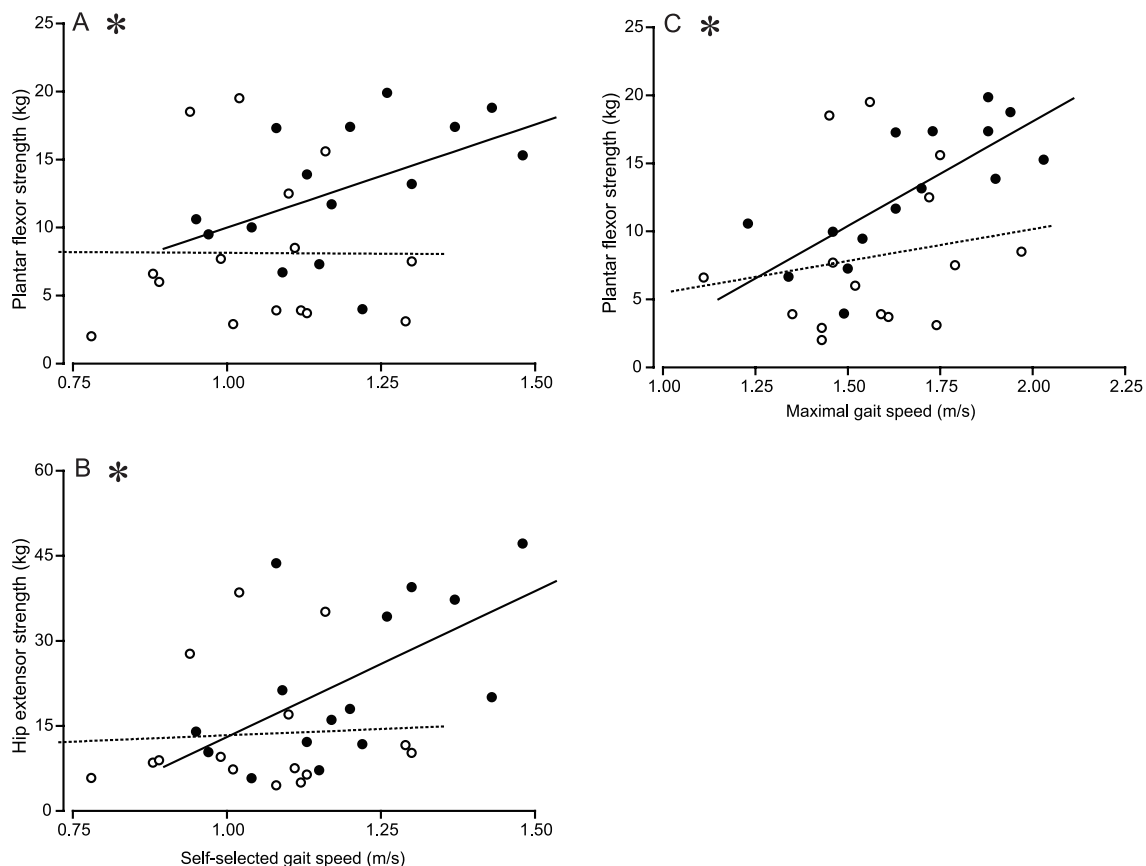 A *
Plantar flexor strength (kg)
25
20
15
10
5
0
0.75 1.00 1.25 1.50
C *
Plantar flexor strength (kg)
25
20
15
10
5
0
1.00 1.25 1.50 1.75 2.00 2.25
Maximal gait speed (m/s)
B *
Hip extensor strength (kg)
60
45
30
15
0
0.75 1.00 1.25 1.50
Self-selected gait speed (m/s)